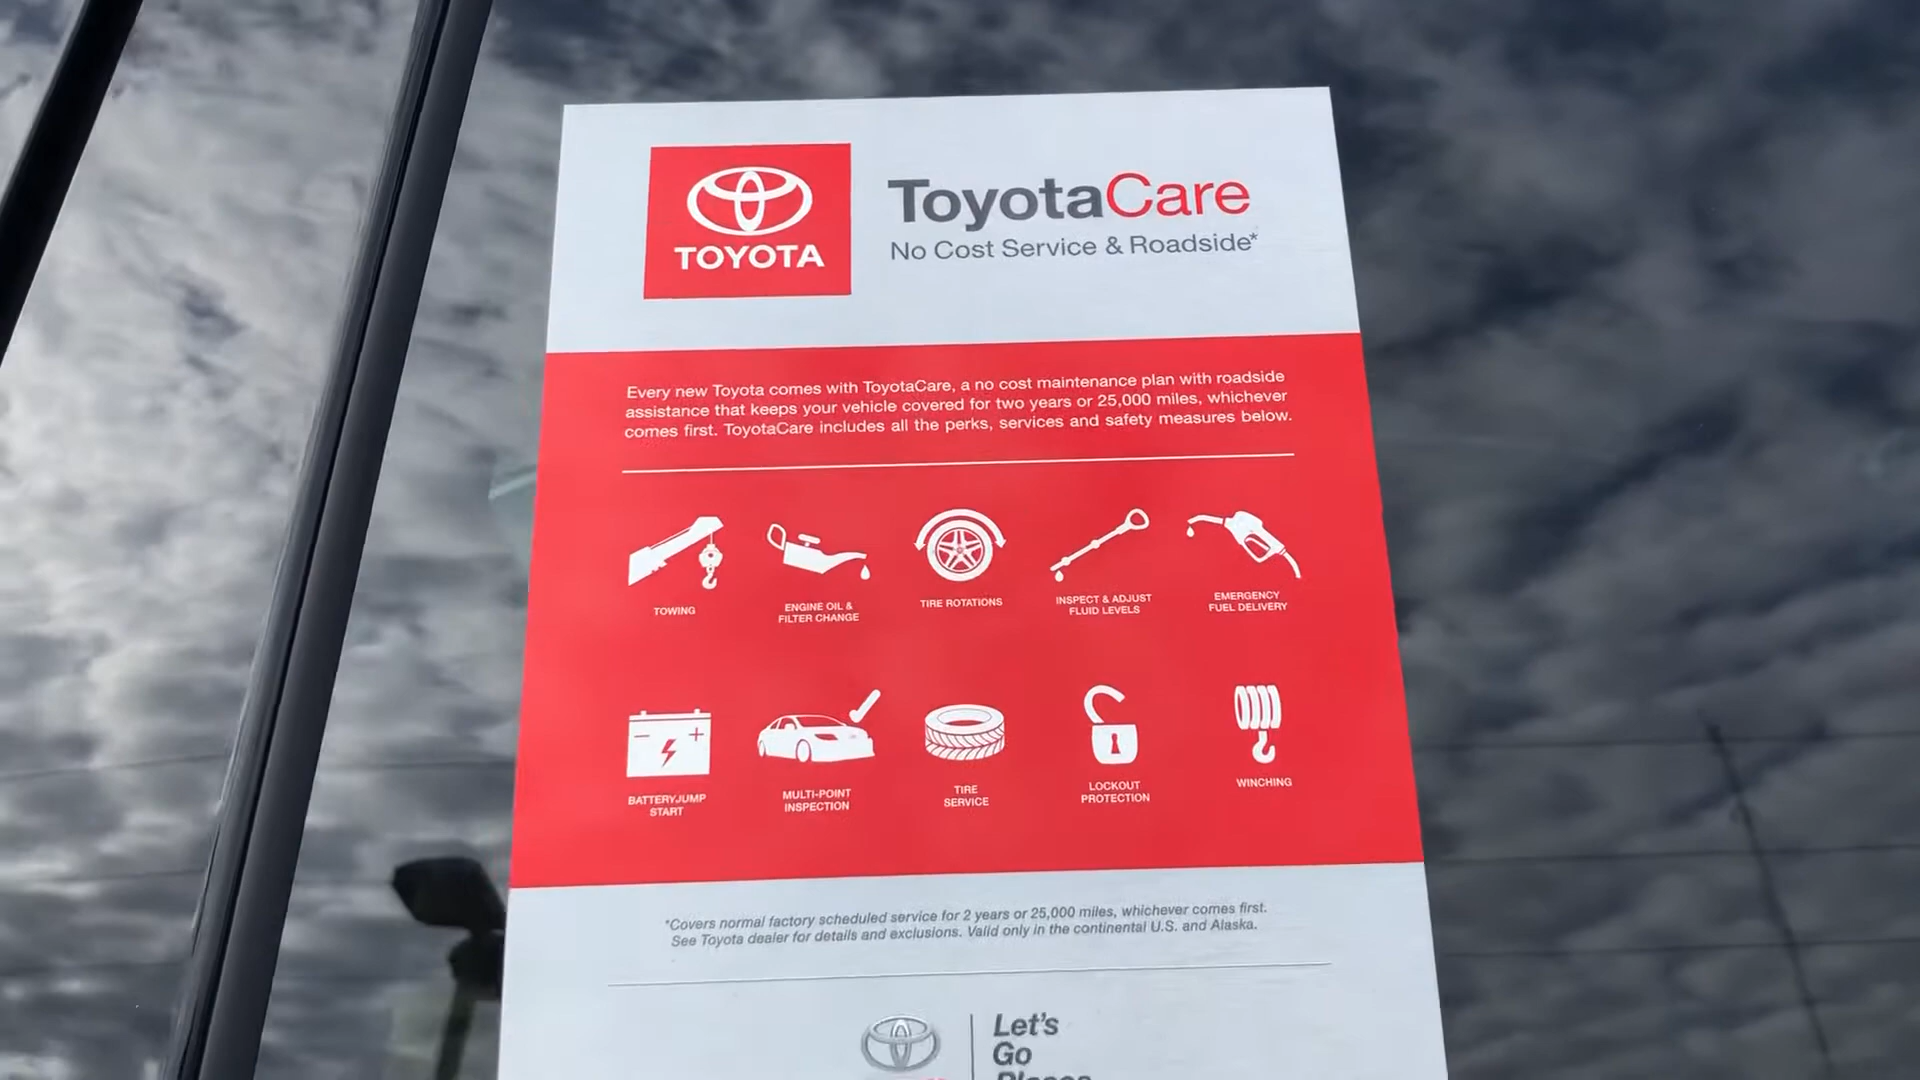 TOYOTA
ToyotaCare
No Cost Service & Roadside*
Every new Toyota comes with ToyotaCare, a no cost maintenance plan with roadside
assistance that keeps your vehicle covered for two years or 25,000 miles, whichever
comes first. ToyotaCare includes all the perks, services and safety measures below.
TOWING
ENGINE OIL &
FILTER CHANGE
TIRE ROTATIONS
INSPECT & ADJUST
FLUID LEVELS
EMERGENCY
FUEL DELIVERY
BATTERYJUMP
START
MULTI-POINT
INSPECTION
TIRE
SERVICE
LOCKOUT
PROTECTION
WINCHING
*Covers normal factory scheduled service for 2 years or 25,000 miles, whichever comes first.
See Toyota dealer for details and exclusions. Valid only in the continental U.S. and Alaska.
Let's
Go
Places